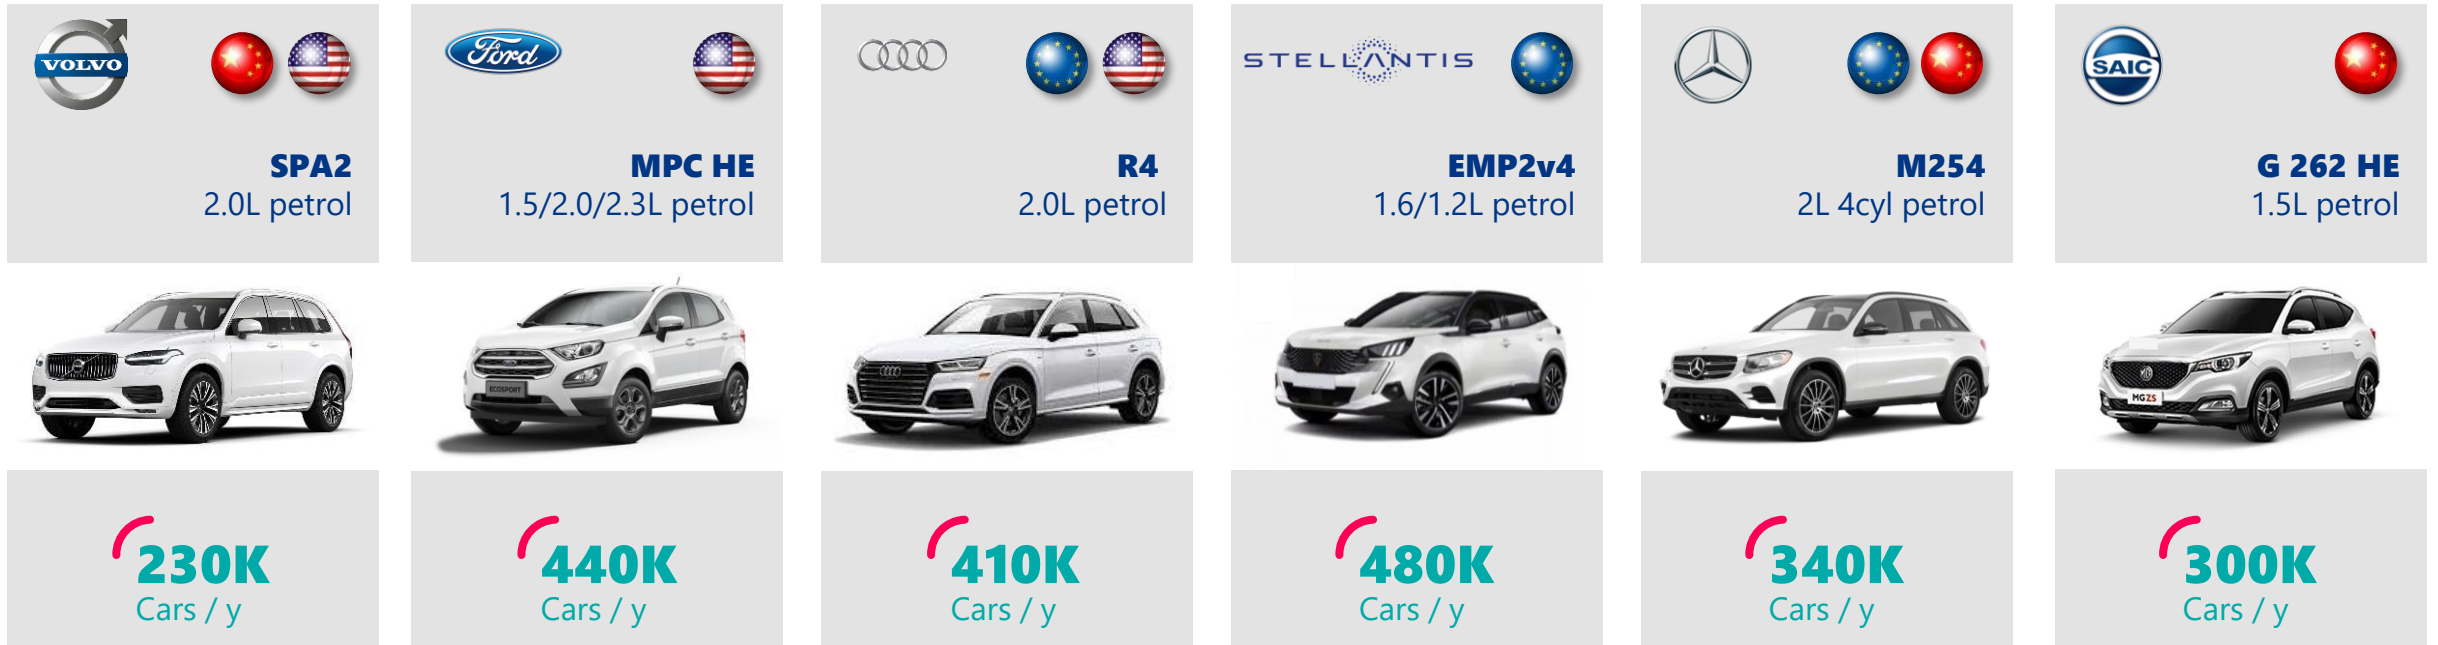 VOLVO
SPA2
2.0L petrol
230K
Cars / y
Ford
MPC HE
1.5/2.0/2.3L petrol
ECOSPORT
440K
Cars / y
R4
2.0L petrol
410K
Cars / y
STELLANTIS
EMP2v4
1.6/1.2L petrol
480K
Cars / y
M254
2L 4cyl petrol
340K
Cars / y
SAIC
G 262 HE
1.5L petrol
MG
MGZS
300K
Cars / y